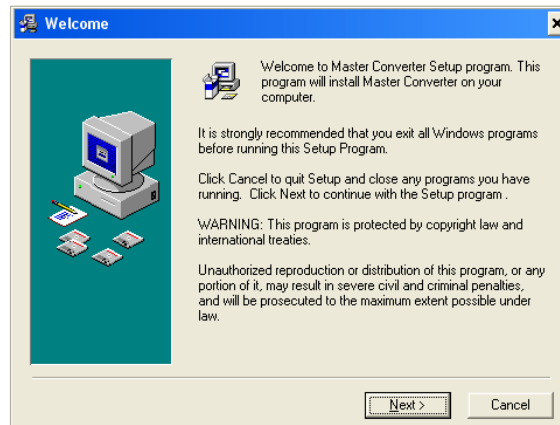 Welcome
Welcome to Master Converter Setup program. This
program will install Master Converter on your
computer.
It is strongly recommended that you exit all Windows programs
before running this Setup Program.
Click Cancel to quit Setup and close any programs you have
running. Click Next to continue with the Setup program .
WARNING: This program is protected by copyright law and
international treaties.
Unauthorized reproduction or distribution of this program, or any
portion of it, may result in severe civil and criminal penalties,
and will be prosecuted to the maximum extent possible under
law.
Next >
Cancel